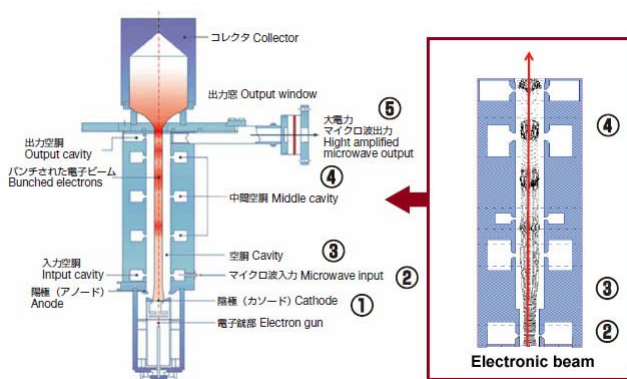 コレクタ Collector
出力窓 Output window
⑤
大電力
マイクロ波出力
Hight amplified
microwave output
出力空胴
Output cavity
バンチされた電子ビーム
Bunched electrons
④
中間空胴 Middle cavity
③
空胴 Cavity
入力空胴
Intput cavity
②
マイクロ波入力 Microwave input
陽極（アノード）
Anode
①
陰極（カソード）Cathode
電子銃部 Electron gun
④
③
②
Electronic beam